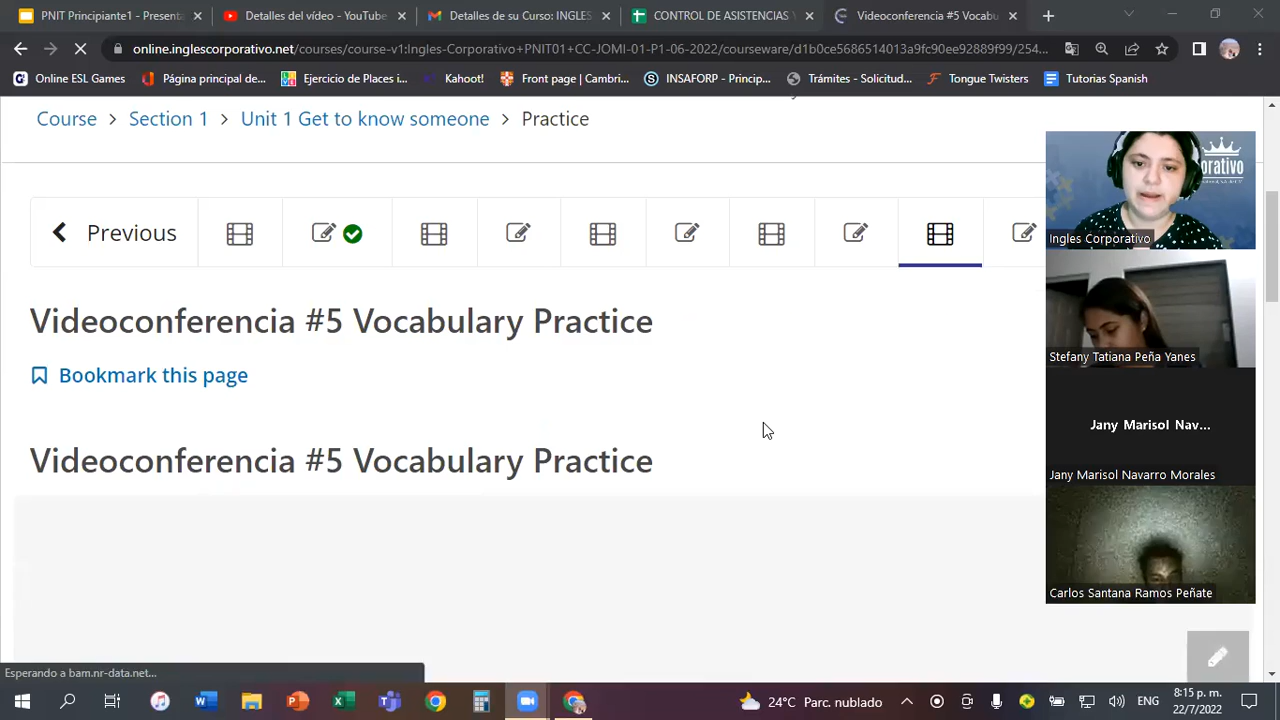 PNIT Principiante1 - Presenta
Detalles del vídeo - YouTube
Detalles de su Curso: INGLES
CONTROL DE ASISTENCIAS Y
Videoconferencia #5 Vocabu
online.inglescorporativo.net/courses/course-v1:Ingles-Corporativo+PNIT01+CC-JOMI-01-P1-06-2022/courseware/d1b0ce5686514013a9fc90ee92889f99/254...
Online ESL Games
Página principal de...
Ejercicio de Places i...
Kahoot!
Front page | Cambri...
INSAFORP - Princip...
Trámites - Solicitud...
Tongue Twisters
Tutorias Spanish
Course > Section 1 > Unit 1 Get to know someone > Practice
Previous
Videoconferencia #5 Vocabulary Practice
Bookmark this page
Videoconferencia #5 Vocabulary Practice
orativo
Ingles Corporativo
Stefany Tatiana Peña Yanes
Jany Marisol Nav...
Jany Marisol Navarro Morales
Carlos Santana Ramos Peñate
Esperando a bam.nr-data.net...
24°C Parc. nublado
ENG
8:15 p. m.
22/7/2022